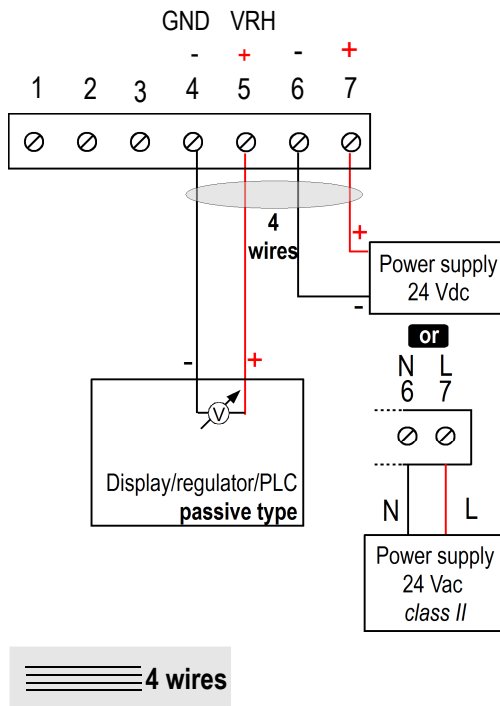 GND VRH
- + - +
1 2 3 4 5 6 7
4
wires
+
Power supply
24 Vdc
-
or
N L
6 7
- +
V
Display/regulator/PLC
passive type
N L
Power supply
24 Vac
class II
4 wires